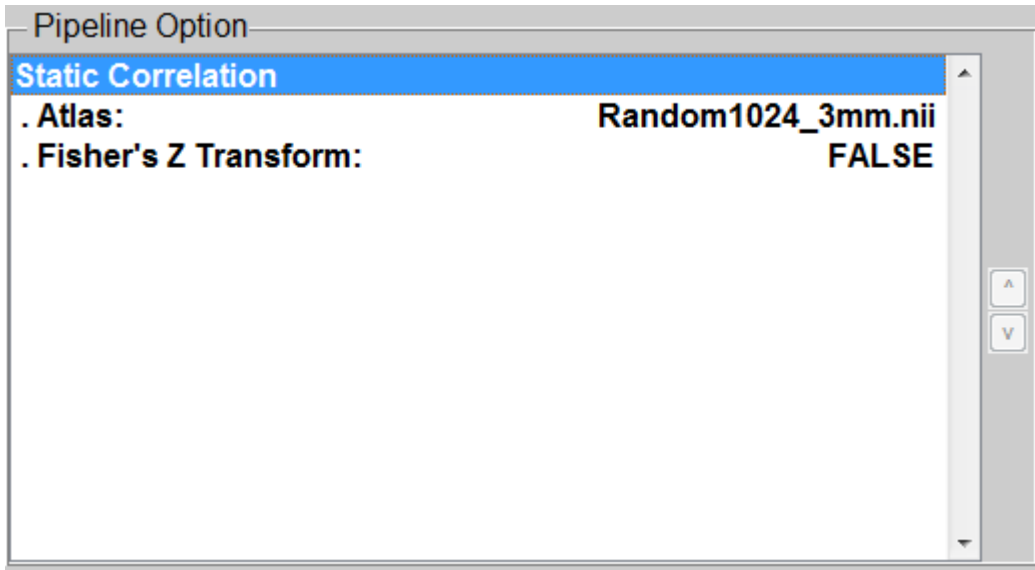 Pipeline Option
Static Correlation
. Atlas: Random1024_3mm.nii
. Fisher's Z Transform: FALSE
^
v